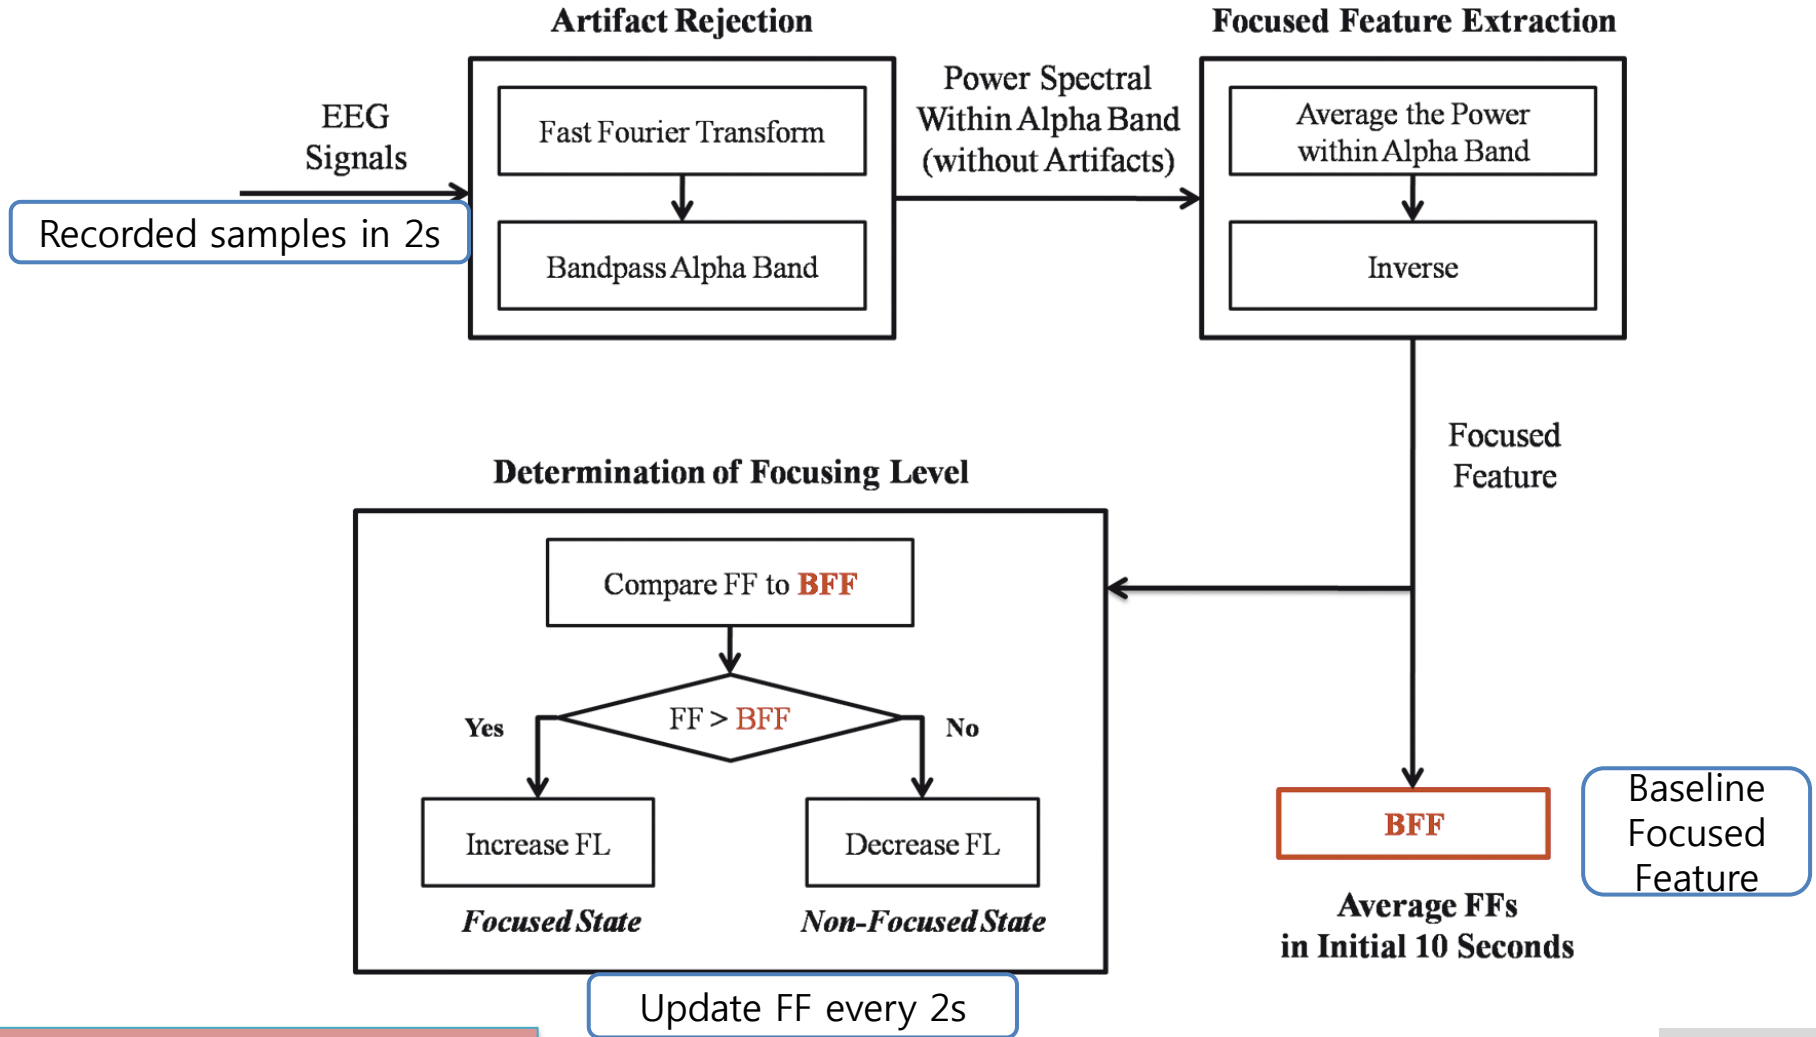 Artifact Rejection
Focused Feature Extraction
EEG
Signals
Recorded samples in 2s
Fast Fourier Transform
Bandpass Alpha Band
Power Spectral
Within Alpha Band
(without Artifacts)
Average the Power
within Alpha Band
Inverse
Focused
Feature
Determination of Focusing Level
Compare FF to BFF
FF > BFF
Yes
No
Increase FL
Decrease FL
Focused State
Non-Focused State
Update FF every 2s
BFF
Baseline
Focused
Feature
Average FFs
in Initial 10 Seconds